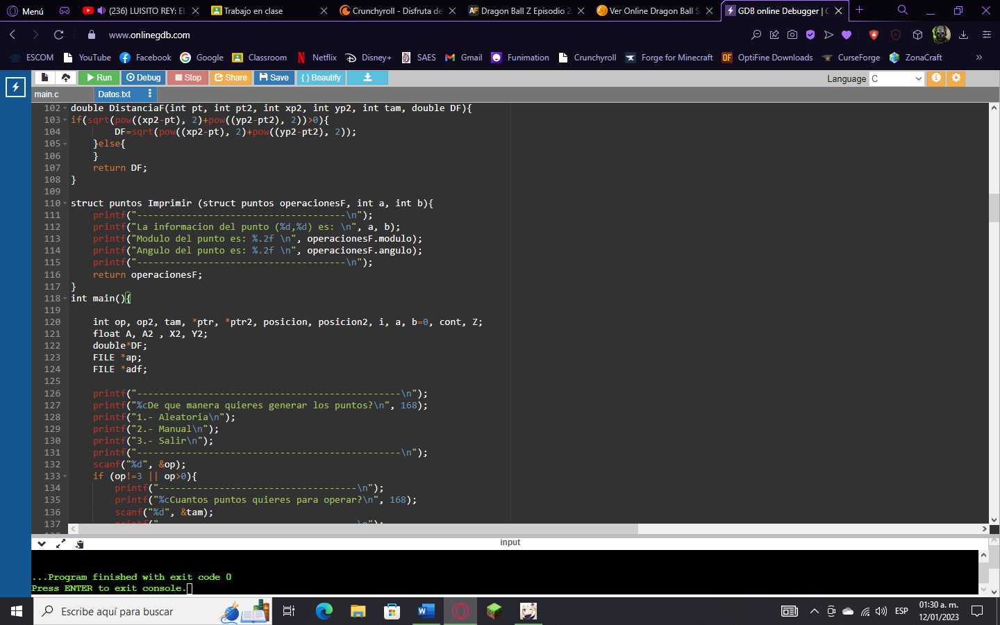 Menú
(236) LUISITO REY: EL
Trabajo en clase
Crunchyroll - Disfruta de
AF Dragon Ball Z Episodio 2
Ver Online Dragon Ball S
GDB online Debugger | C
www.onlinegdb.com
ESCOM YouTube Facebook Google Classroom Netflix Disney+ SAES Gmail Funimation Crunchyroll Forge for Minecraft OF OptiFine Downloads CurseForge ZonaCraft »
Run Debug Stop Share Save { } Beautify
Language C
main.c Datos.txt
102 double DistanciaF(int pt, int pt2, int xp2, int yp2, int tam, double DF){
103 if(sqrt(pow((xp2-pt), 2)+pow((yp2-pt2), 2))>0){
104 DF=sqrt(pow((xp2-pt), 2)+pow((yp2-pt2), 2));
105 }else{
106 }
107 return DF;
108 }
109
110 struct puntos Imprimir (struct puntos operacionesF, int a, int b){
111 printf("--------------------------------------\n");
112 printf("La informacion del punto (%d,%d) es: \n", a, b);
113 printf("Modulo del punto es: %.2f \n", operacionesF.modulo);
114 printf("Angulo del punto es: %.2f \n", operacionesF.angulo);
115 printf("--------------------------------------\n");
116 return operacionesF;
117 }
118 int main(){
119
120 int op, op2, tam, *ptr, *ptr2, posicion, posicion2, i, a, b=0, cont, Z;
121 float A, A2 , X2, Y2;
122 double*DF;
123 FILE *ap;
124 FILE *adf;
125
126 printf("------------------------------------------------\n");
127 printf("%cDe que manera quieres generar los puntos?\n", 168);
128 printf("1.- Aleatoria\n");
129 printf("2.- Manual\n");
130 printf("3.- Salir\n");
131 printf("------------------------------------------------\n");
132 scanf("%d", &op);
133 if (op!=3 || op>0){
134 printf("------------------------------------\n");
135 printf("%cCuantos puntos quieres para operar?\n", 168);
136 scanf("%d", &tam);
137 printf("------------------------------------\n");
input
...Program finished with exit code 0
Press ENTER to exit console.
Escribe aquí para buscar
ESP
01:30 a. m.
12/01/2023